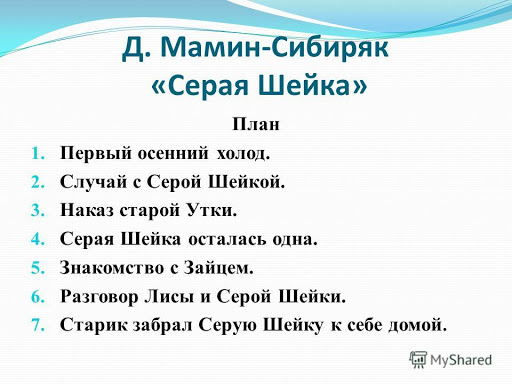 Д. Мамин-Сибиряк
«Серая Шейка»
План
1. Первый осенний холод.
2. Случай с Серой Шейкой.
3. Наказ старой Утки.
4. Серая Шейка осталась одна.
5. Знакомство с Зайцем.
6. Разговор Лисы и Серой Шейки.
7. Старик забрал Серую Шейку к себе домой.
MyShared